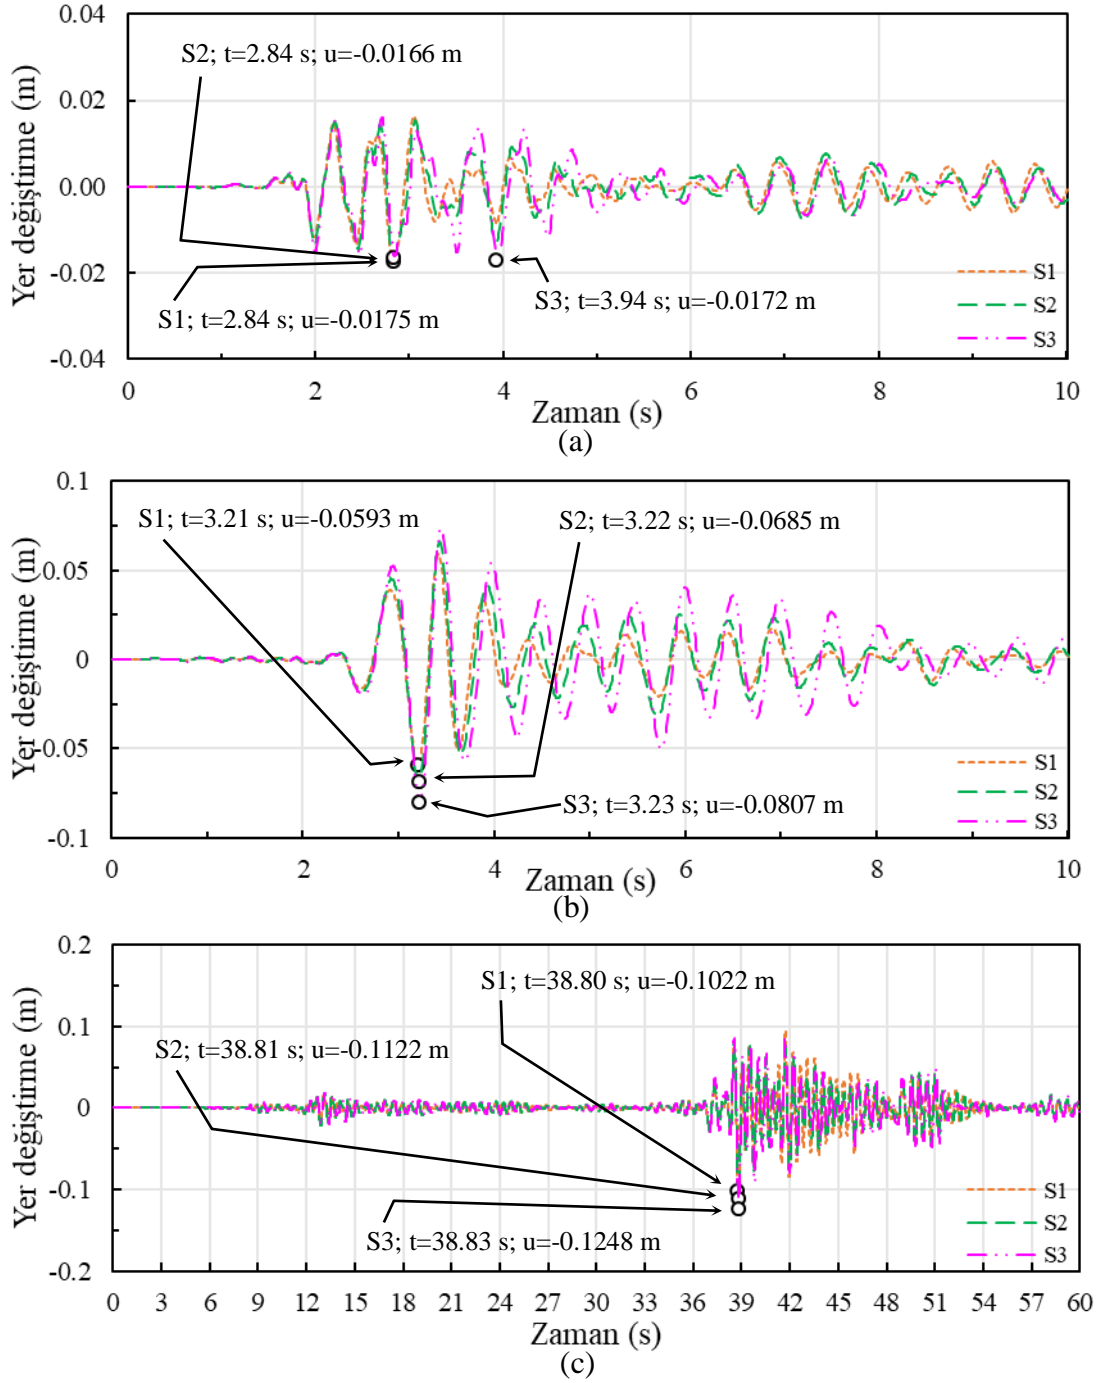 0.04
S2; t=2.84 s; u=-0.0166 m
0.02
Yer değiştirme (m)
0.00
-0.02
S3; t=3.94 s; u=-0.0172 m
S1; t=2.84 s; u=-0.0175 m
S1
S2
S3
-0.04
0 2 4 6 8 10
Zaman (s)
(a)
0.1
S1; t=3.21 s; u=-0.0593 m
S2; t=3.22 s; u=-0.0685 m
0.05
Yer değiştirme (m)
0
-0.05
S1
S2
S3
S3; t=3.23 s; u=-0.0807 m
-0.1
0 2 4 6 8 10
Zaman (s)
(b)
0.2
S1; t=38.80 s; u=-0.1022 m
0.1
S2; t=38.81 s; u=-0.1122 m
Yer değiştirme (m)
0
-0.1
S1
S2
S3
S3; t=38.83 s; u=-0.1248 m
-0.2
0 3 6 9 12 15 18 21 24 27 30 33 36 39 42 45 48 51 54 57 60
Zaman (s)
(c)